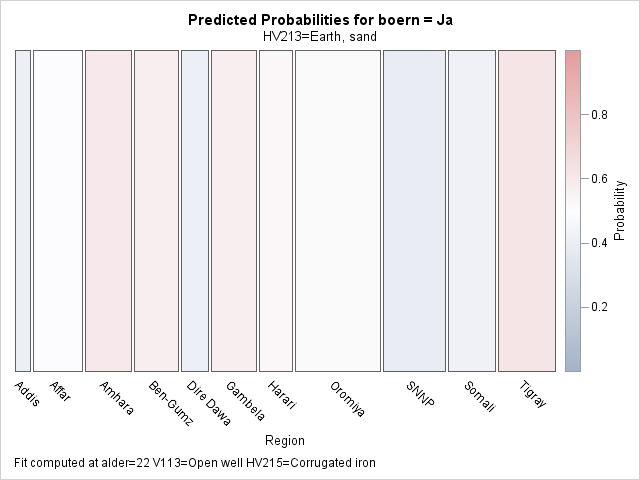 Predicted Probabilities for boern = Ja
HV213=Earth, sand
0.8
0.6
0.4
0.2
Probability
Addis
Affar
Amhara
Ben-Gumz
Dire Dawa
Gambela
Harari
Oromiya
SNNP
Somali
Tigray
Region
Fit computed at alder=22 V113=Open well HV215=Corrugated iron